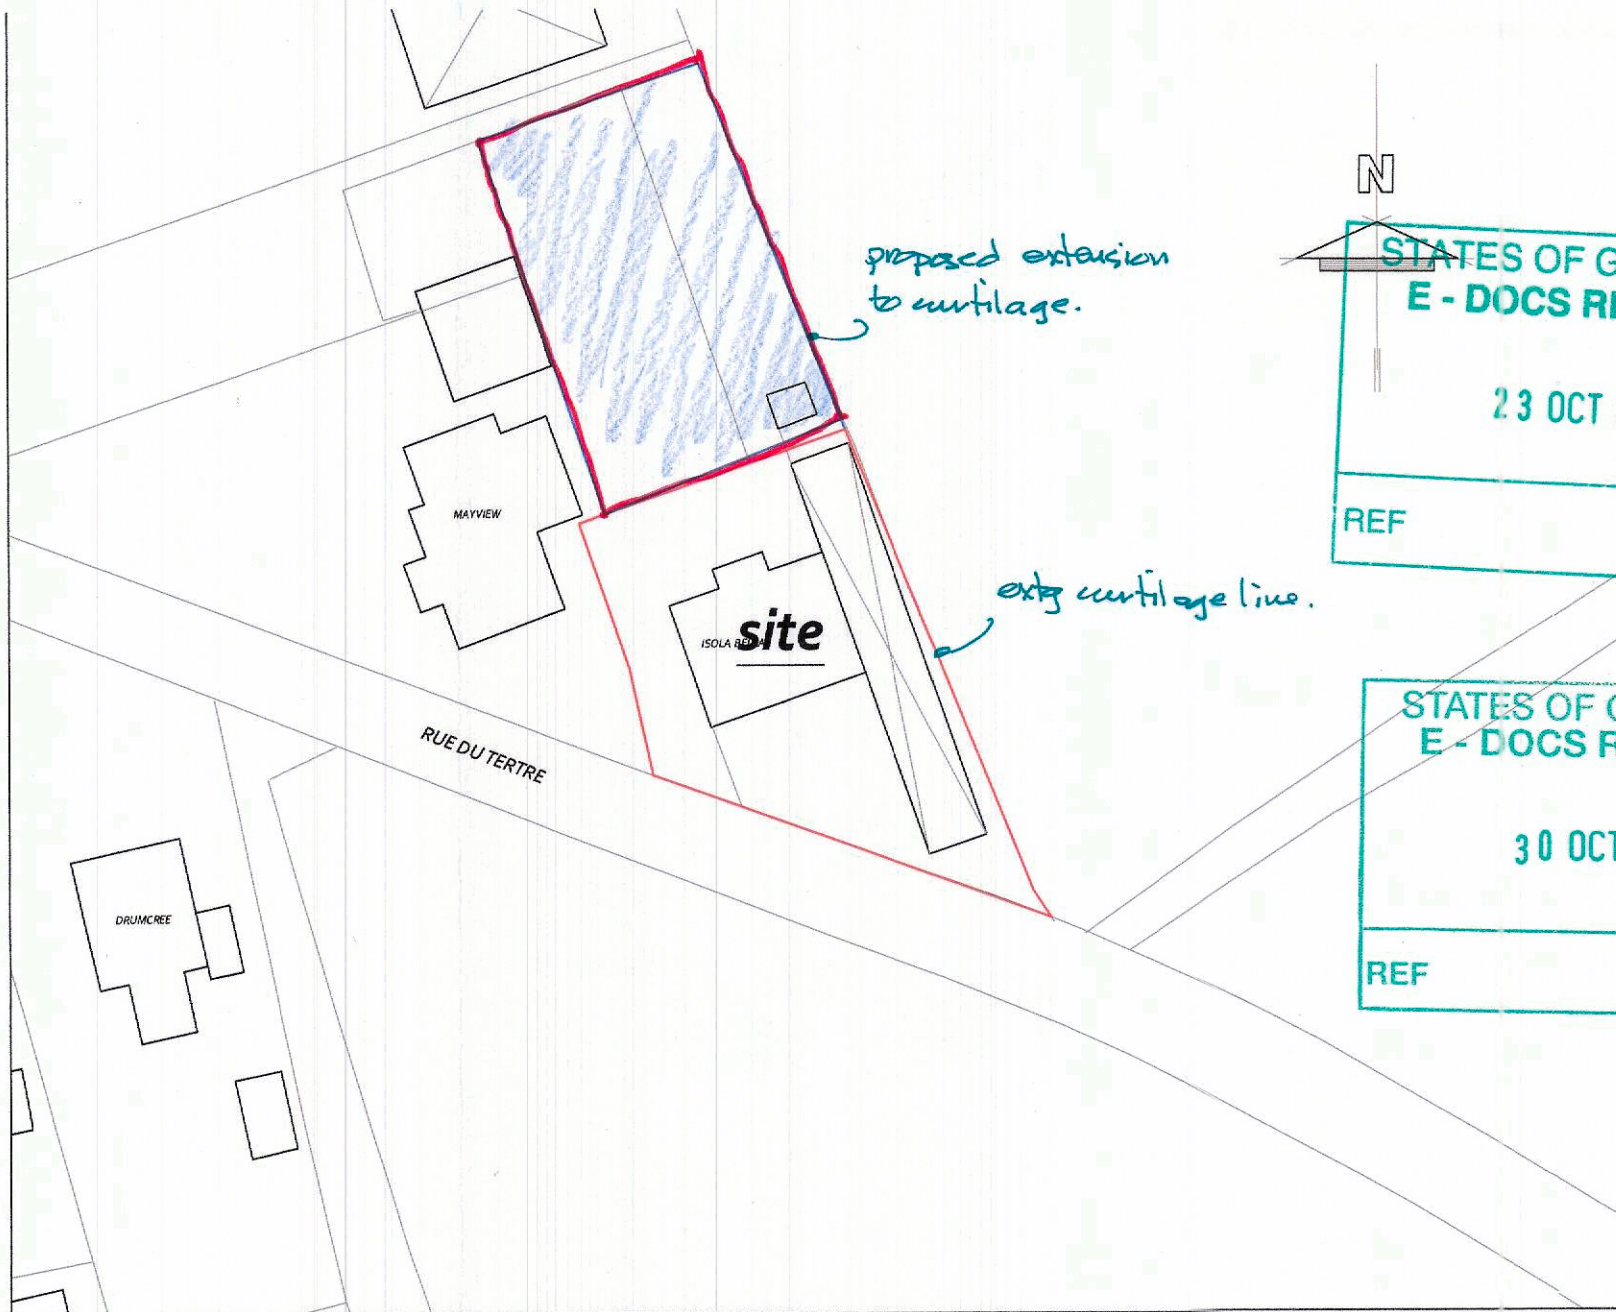 N
STATES OF G
E - DOCS RE
23 OCT
REF
proposed extension
to curtilage.
MAYVIEW
extg curtilage line.
site
ISOLA
RUE DU TERTRE
STATES OF G
E - DOCS R
30 OCT
REF
DRUMCREE